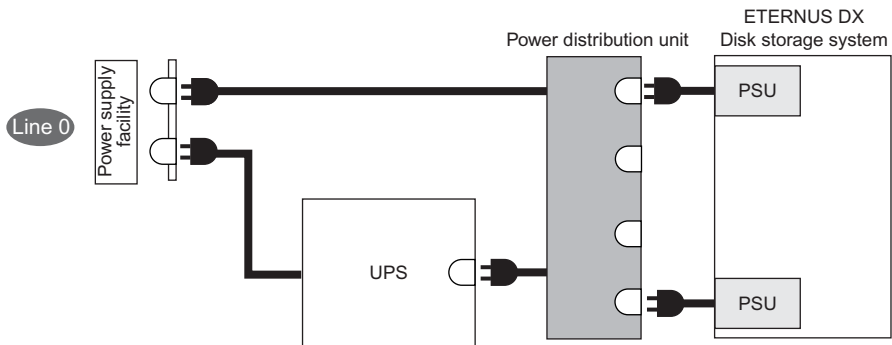 ETERNUS DX
Power distribution unit
Disk storage system
Line 0
Power supply
facility
PSU
UPS
PSU